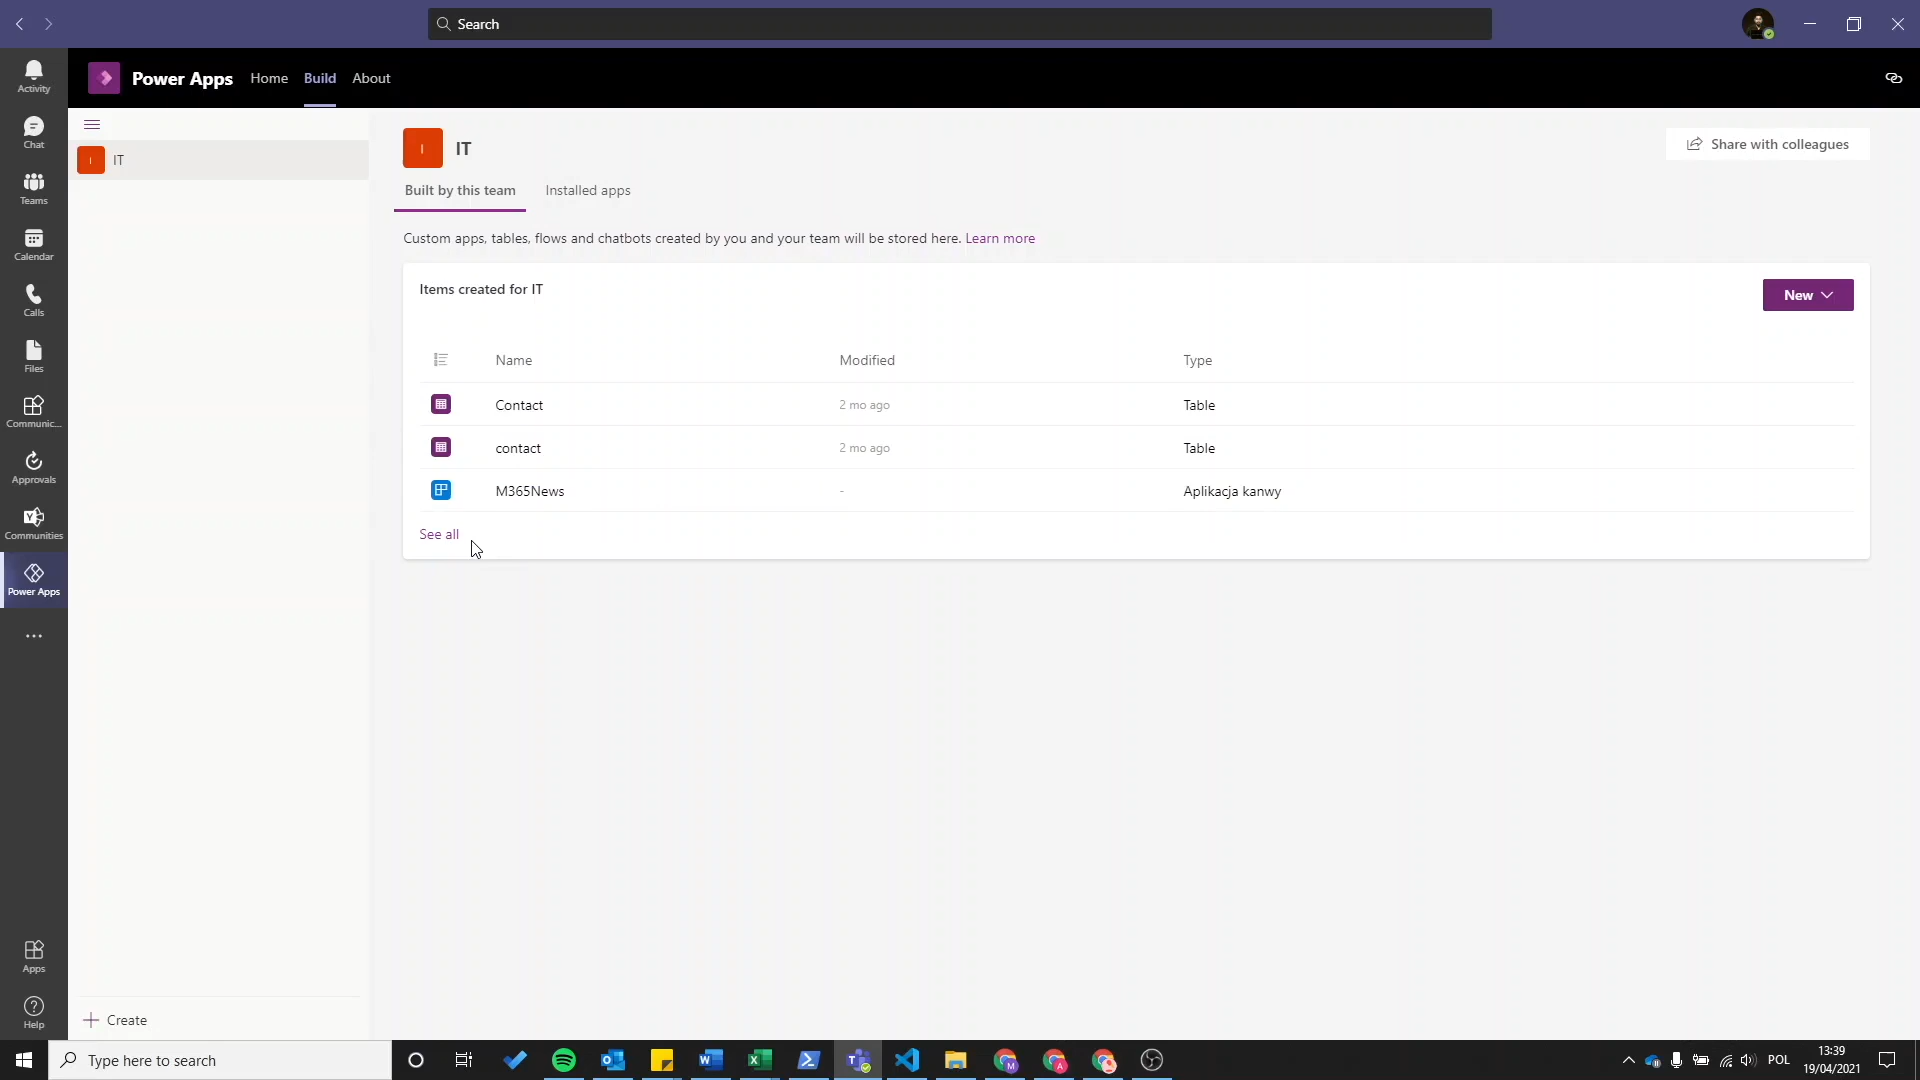 Search
Activity
Chat
Teams
Calendar
Calls
Files
Communic...
Approvals
Communities
Power Apps
Apps
Help
Power Apps Home Build About
IT
Create
IT
Share with colleagues
Built by this team Installed apps
Custom apps, tables, flows and chatbots created by you and your team will be stored here. Learn more
Items created for IT
New
Name Modified Type
Contact 2 mo ago Table
contact 2 mo ago Table
M365News - Aplikacja kanwy
See all
Type here to search
POL
13:39
19/04/2021